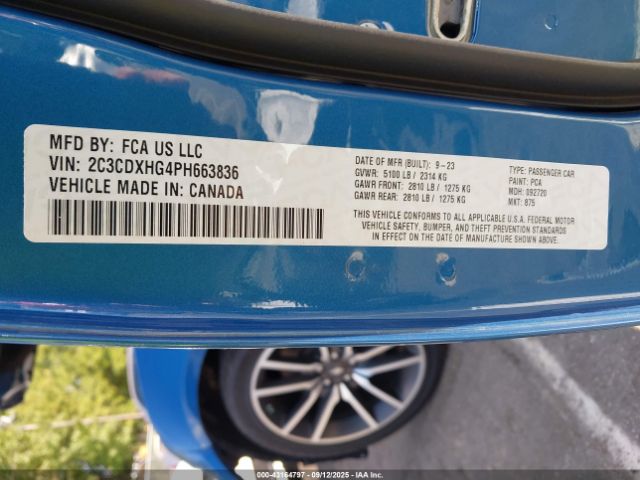 MFD BY: FCA US LLC
VIN: 2C3CDXHG4PH663836
VEHICLE MADE IN: CANADA
DATE OF MFR (BUILT): 9-23
GVWR: 5100 LB / 2314 KG
GAWR FRONT: 2810 LB / 1275 KG
GAWR REAR: 2810 LB / 1275 KG
TYPE: PASSENGER CAR
PAINT: PCA
MDH: 092720
MKT: 875
THIS VEHICLE CONFORMS TO ALL APPLICABLE U.S.A. FEDERAL MOTOR
VEHICLE SAFETY, BUMPER, AND THEFT PREVENTION STANDARDS
IN EFFECT ON THE DATE OF MANUFACTURE SHOWN ABOVE.
000-43164797 - 09/12/2025 - IAAI Copyright